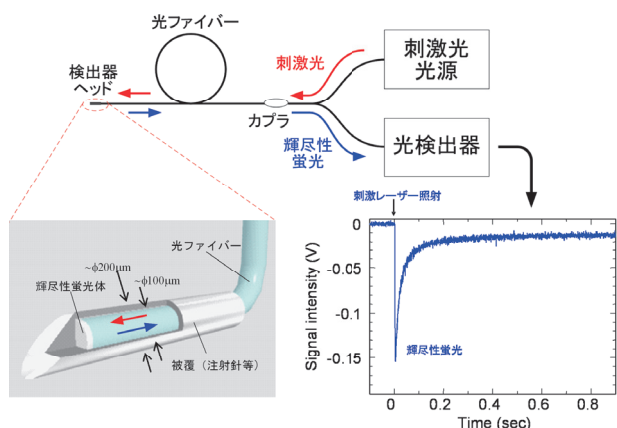 光ファイバー
刺激光
刺激光
光源
検出器
ヘッド
カプラ
輝尽性
蛍光
光検出器
刺激レーザー照射
光ファイバー
~φ200μm
~φ100μm
輝尽性蛍光体
被覆（注射針等）
0
-0.05
-0.10
-0.15
Signal intensity (V)
輝尽性蛍光
0
0.2
0.4
0.6
0.8
Time (sec)